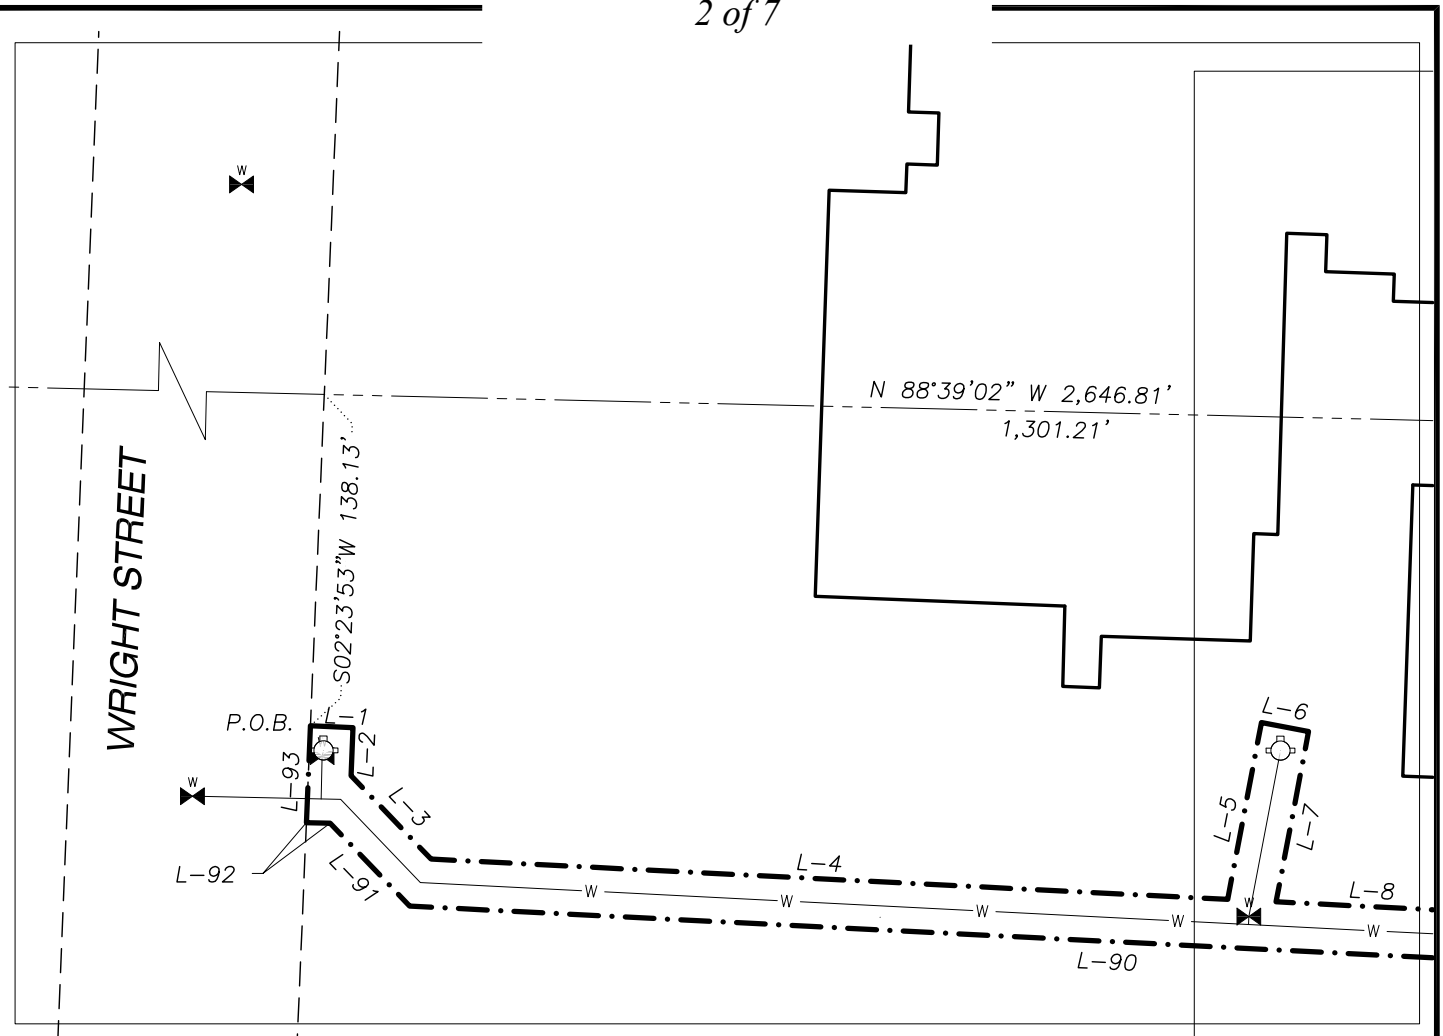 2 of 7
W
N 88°39'02" W 2,646.81'
1,301.21'
S02°23'53"W 138.13'
WRIGHT STREET
P.O.B.
L-1
L-2
L-93
W
L-3
L-92
L-91
L-4
L-6
L-5
L-7
L-8
W
W
W
W
W
W
L-90